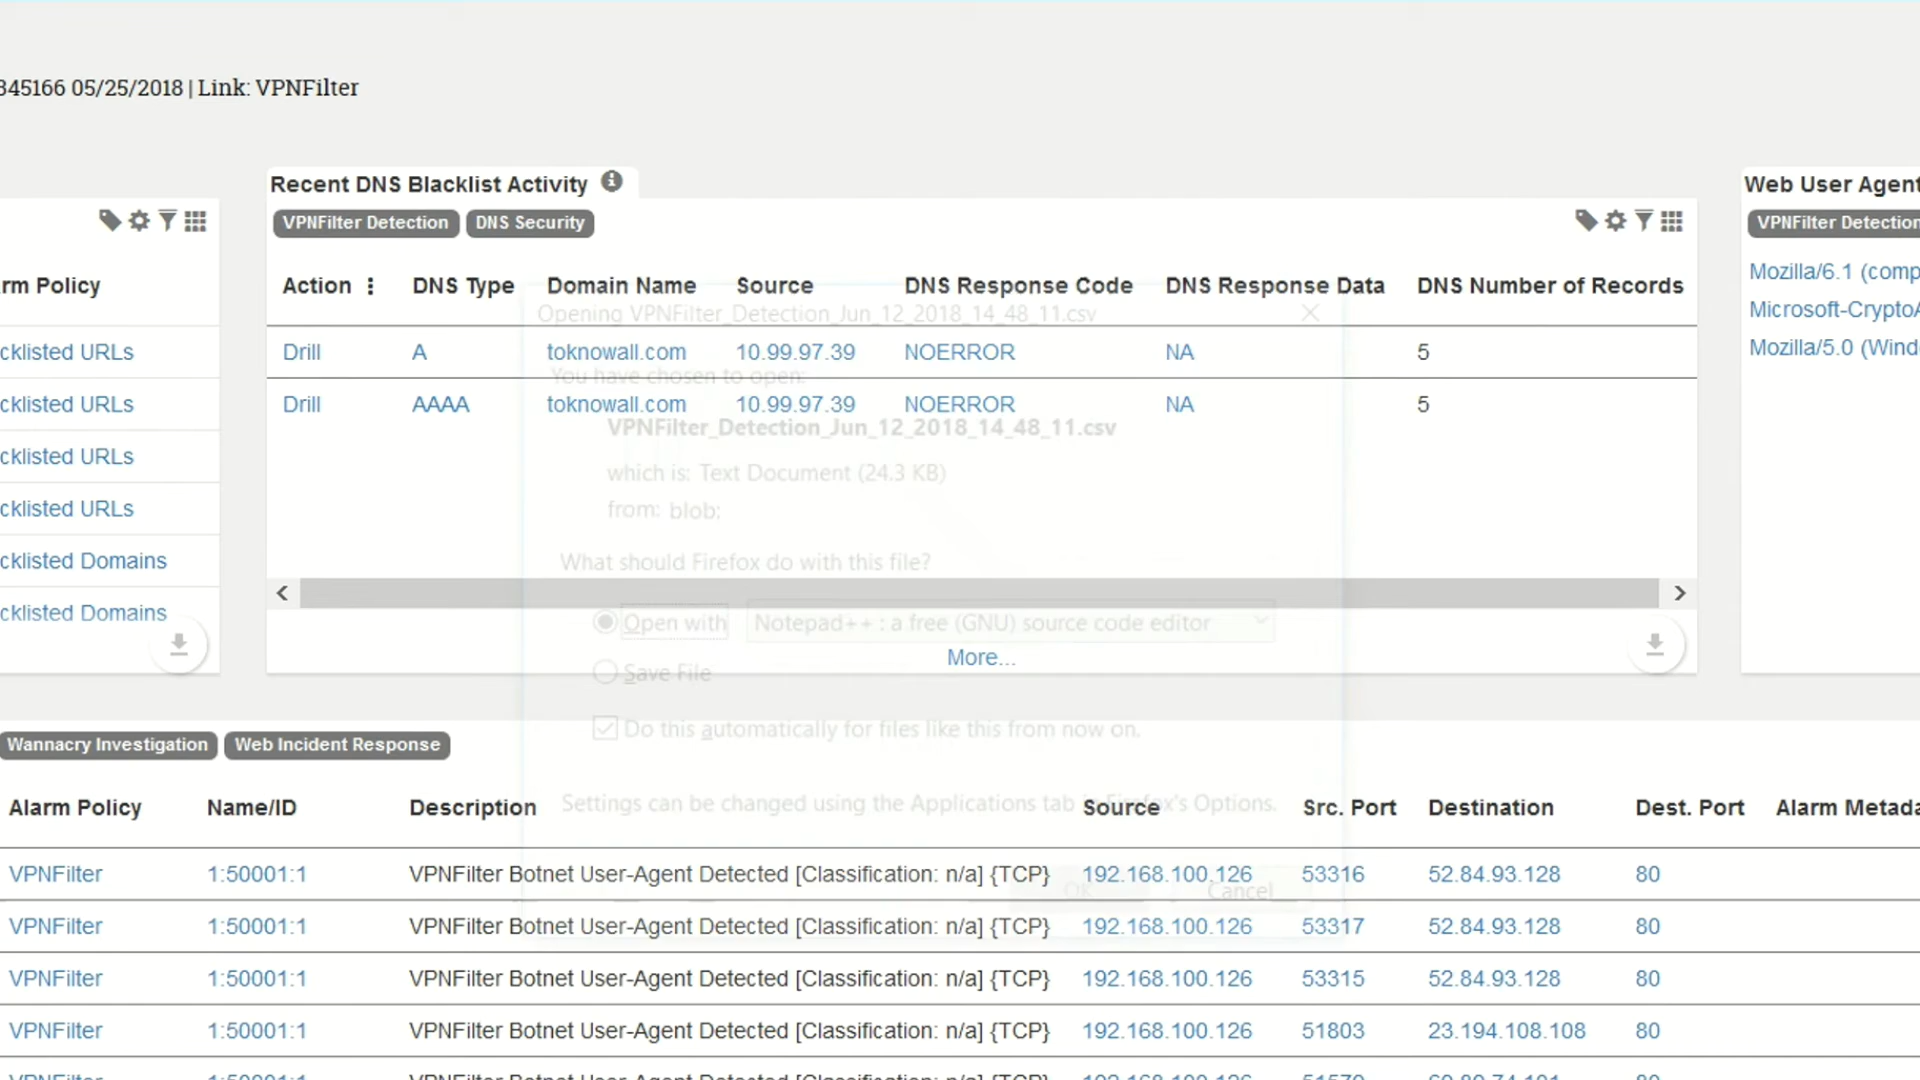 345166 05/25/2018 | Link: VPNFilter
Recent DNS Blacklist Activity
Web User Agent
VPNFilter Detection DNS Security
VPNFilter Detection
rm Policy
Action DNS Type Domain Name Source DNS Response Code DNS Response Data DNS Number of Records
Mozilla/6.1 (comp
Microsoft-CryptoA
Mozilla/5.0 (Wind
Opening VPNFilter_Detection_Jun_12_2018_14_48_11.csv
cklisted URLs
Drill A toknowall.com 10.99.97.39 NOERROR NA 5
You have chosen to open:
cklisted URLs
Drill AAAA toknowall.com 10.99.97.39 NOERROR NA 5
VPNFilter_Detection_Jun_12_2018_14_48_11.csv
cklisted URLs
which is: Text Document (24.3 KB)
cklisted URLs
from: blob:
cklisted Domains
What should Firefox do with this file?
cklisted Domains
Open with Notepad++ : a free (GNU) source code editor
More...
Save File
Do this automatically for files like this from now on.
Wannacry Investigation Web Incident Response
Settings can be changed using the Applications tab in Firefox's Options.
Alarm Policy Name/ID Description Source Src. Port Destination Dest. Port Alarm Metada
VPNFilter 1:50001:1 VPNFilter Botnet User-Agent Detected [Classification: n/a] {TCP} 192.168.100.126 53316 52.84.93.128 80
OK Cancel
VPNFilter 1:50001:1 VPNFilter Botnet User-Agent Detected [Classification: n/a] {TCP} 192.168.100.126 53317 52.84.93.128 80
VPNFilter 1:50001:1 VPNFilter Botnet User-Agent Detected [Classification: n/a] {TCP} 192.168.100.126 53315 52.84.93.128 80
VPNFilter 1:50001:1 VPNFilter Botnet User-Agent Detected [Classification: n/a] {TCP} 192.168.100.126 51803 23.194.108.108 80
VPNFilter 1:50001:1 VPNFilter Botnet User-Agent Detected [Classification: n/a] {TCP} 192.168.100.126